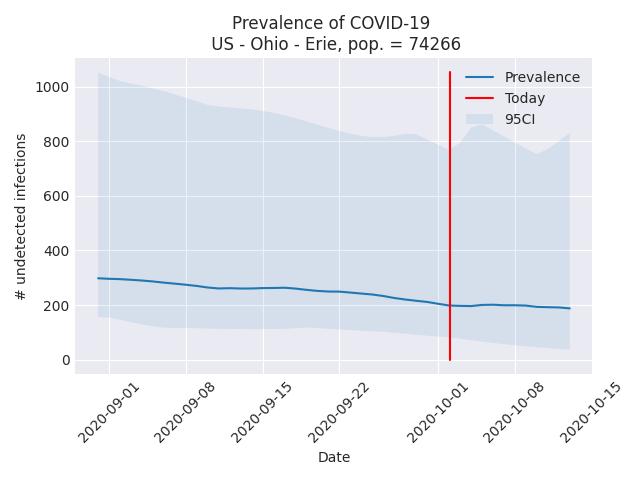 Prevalence of COVID-19
US - Ohio - Erie, pop. = 74266
Prevalence
Today
95CI
# undetected infections
1000
800
600
400
200
0
2020-09-01
2020-09-08
2020-09-15
2020-09-22
2020-10-01
2020-10-08
2020-10-15
Date